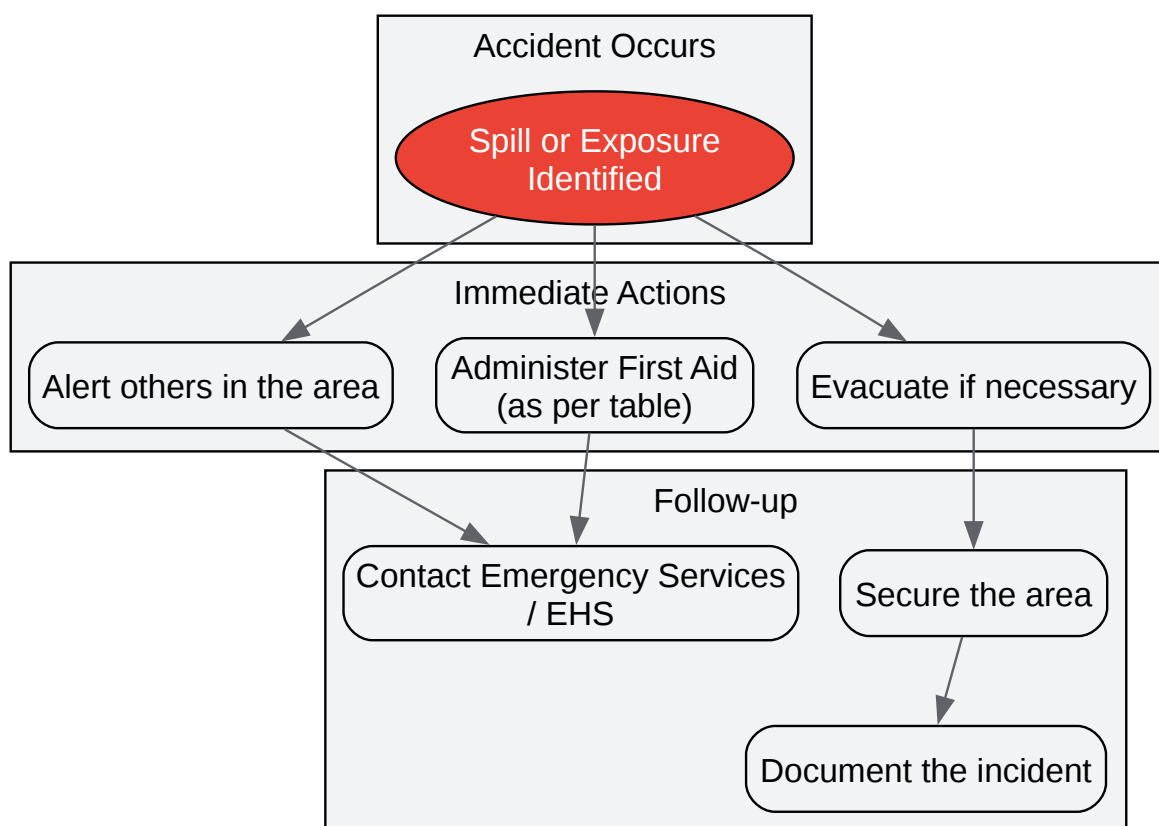 Accident Occurs
Spill or Exposure
Identified
Immediate Actions
Alert others in the area
Administer First Aid
(as per table)
Evacuate if necessary
Follow-up
Contact Emergency Services
/ EHS
Secure the area
Document the incident